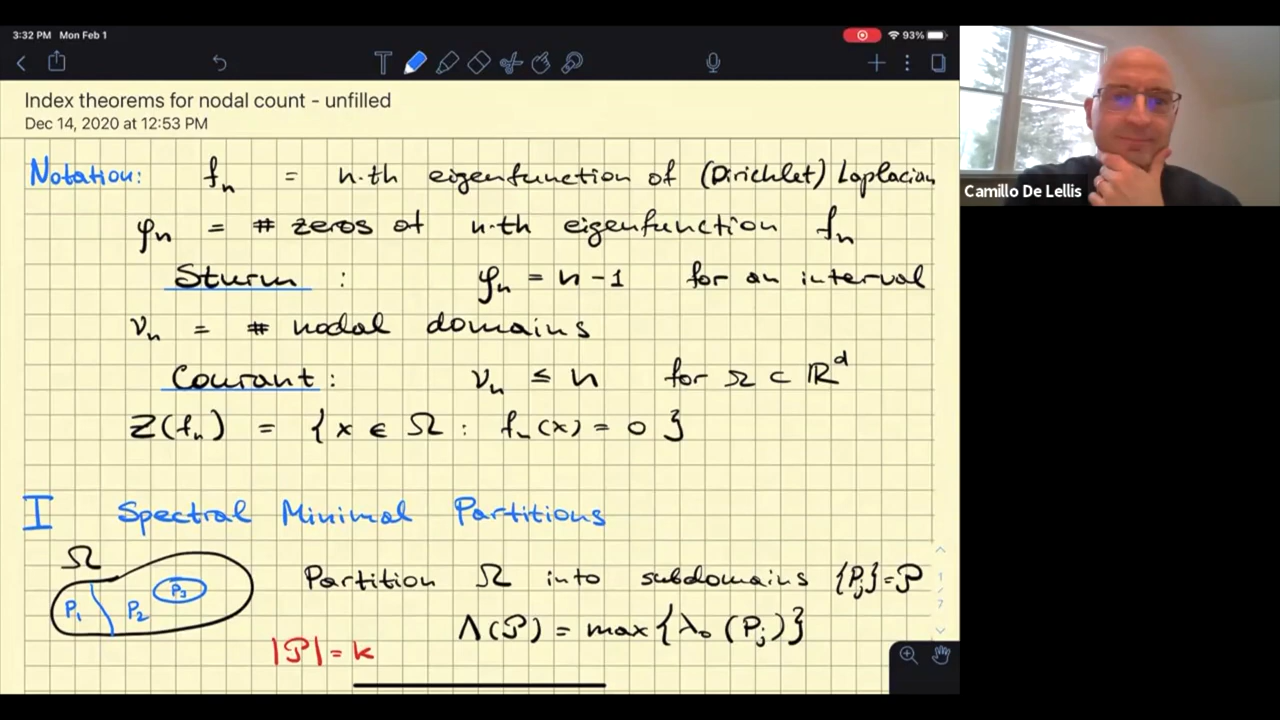 3:32 PM Mon Feb 1
93%
Index theorems for nodal count - unfilled
Dec 14, 2020 at 12:53 PM
Notation: fₙ = n-th eigenfunction of (Dirichlet) Laplacian
φₙ = # zeros of n-th eigenfunction fₙ
Sturm : φₙ = n - 1 for an interval
νₙ = # nodal domains
Courant : νₙ ≤ n for Ω ⊂ ℝᵈ
Z(fₙ) = { x ∈ Ω : fₙ(x) = 0 }
I Spectral Minimal Partitions
Ω
P₁ P₂ P₃
Partition Ω into subdomains {Pⱼ} = 𝒫
Λ(𝒫) = max{λ₀(Pⱼ)}
|𝒫| = k
1/7
Camillo De Lellis